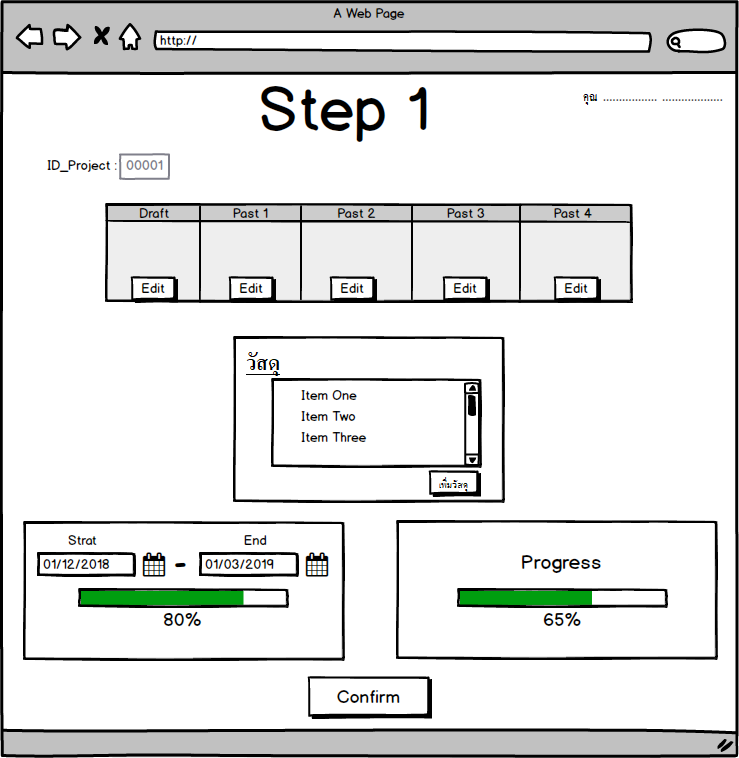 A Web Page
http://
Step 1
คุณ ................. ...................
ID_Project : 00001
Draft Past 1 Past 2 Past 3 Past 4
Edit Edit Edit Edit Edit
วัสดุ
Item One
Item Two
Item Three
เพิ่มวัสดุ
Strat End
01/12/2018 - 01/03/2019
80%
Progress
65%
Confirm